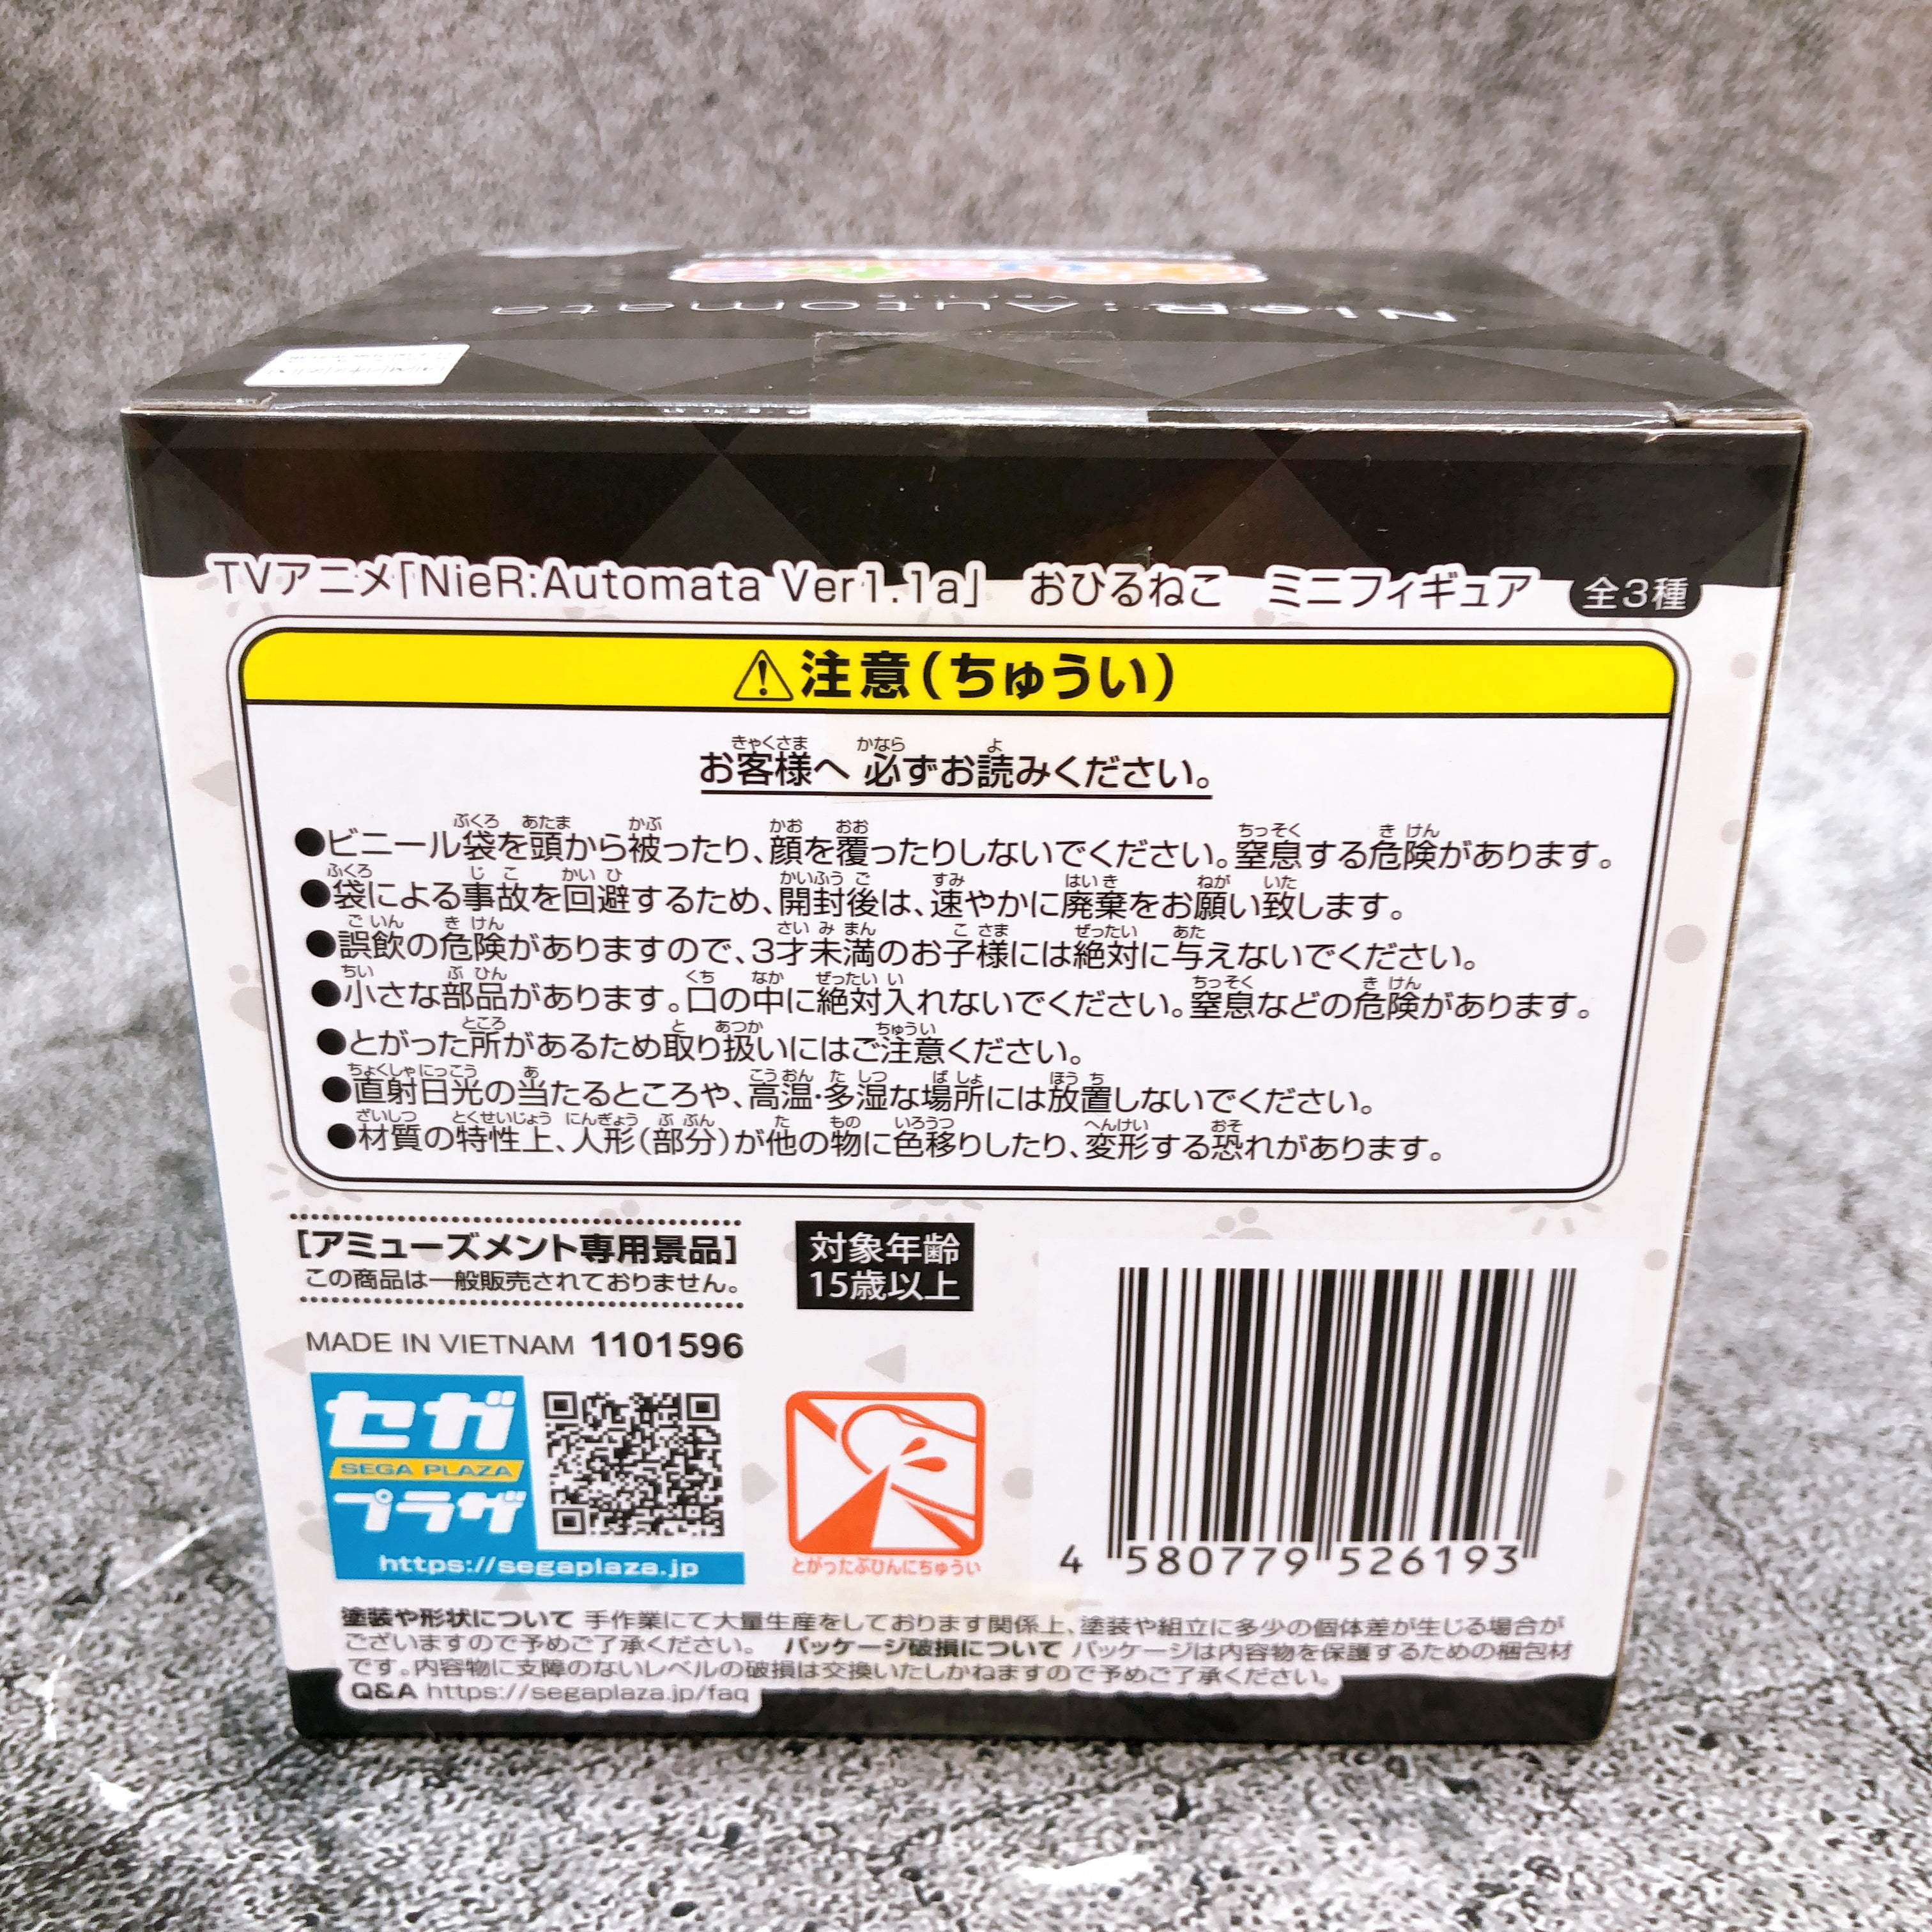 NieR:Automata
TVアニメ「NieR:Automata Ver1.1a」 おひるねこ ミニフィギュア 全3種
⚠注意(ちゅうい)
お客様へ 必ずお読みください。
●ビニール袋を頭から被ったり、顔を覆ったりしないでください。窒息する危険があります。
●袋による事故を回避するため、開封後は、速やかに廃棄をお願い致します。
●誤飲の危険がありますので、3才未満のお子様には絶対に与えないでください。
●小さな部品があります。口の中に絶対入れないでください。窒息などの危険があります。
●とがった所があるため取り扱いにはご注意ください。
●直射日光の当たるところや、高温・多湿な場所には放置しないでください。
●材質の特性上、人形(部分)が他の物に色移りしたり、変形する恐れがあります。
[アミューズメント専用景品]
この商品は一般販売されておりません。
対象年齢
15歳以上
MADE IN VIETNAM 1101596
セガ
SEGA PLAZA
プラザ
https://segaplaza.jp
とがったぶひんにちゅうい
4 580779 526193
塗装や形状について 手作業にて大量生産をしております関係上、塗装や組立に多少の個体差が生じる場合が
ございますので予めご了承ください。 パッケージ破損について パッケージは内容物を保護するための梱包材
です。内容物に支障のないレベルの破損は交換いたしかねますので予めご了承ください。
Q&A https://segaplaza.jp/faq